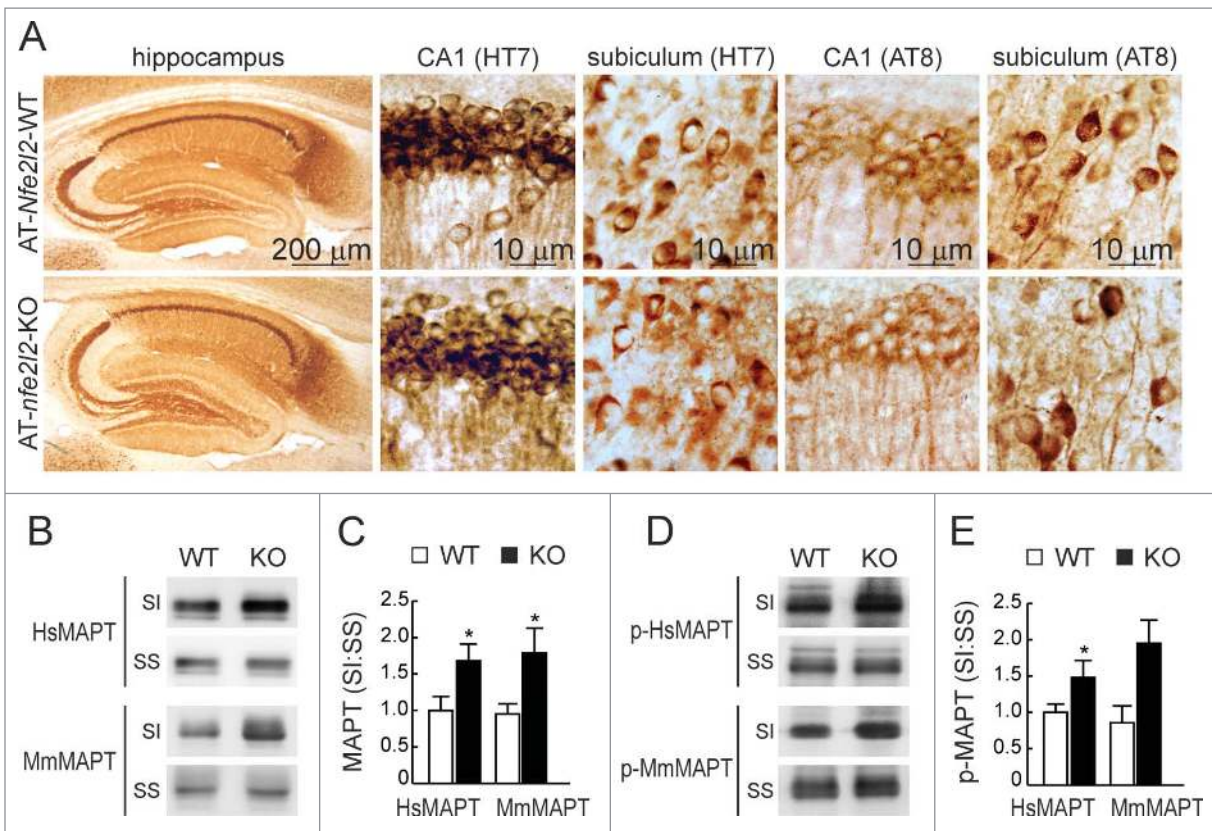 A
hippocampus
CA1 (HT7)
subiculum (HT7)
CA1 (AT8)
subiculum (AT8)
AT-Nfe2l2-WT
200 µm
10 µm
10 µm
10 µm
10 µm
AT-nfe2l2-KO
B
WT KO
HsMAPT
SI
SS
MmMAPT
SI
SS
C
WT KO
MAPT (SI:SS)
2.5
2.0
1.5
1.0
0.5
0
* *
HsMAPT MmMAPT
D
WT KO
p-HsMAPT
SI
SS
p-MmMAPT
SI
SS
E
WT KO
p-MAPT (SI:SS)
2.5
2.0
1.5
1.0
0.5
0
*
HsMAPT MmMAPT